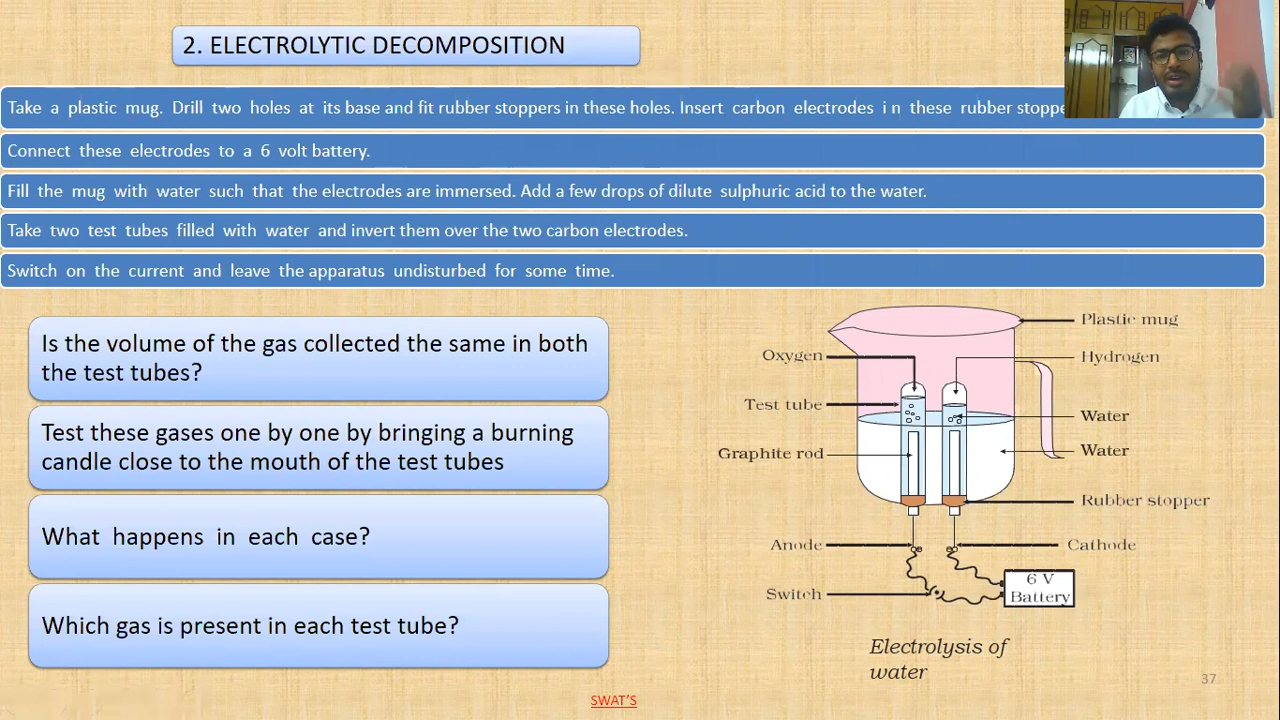 2. ELECTROLYTIC DECOMPOSITION
Take a plastic mug. Drill two holes at its base and fit rubber stoppers in these holes. Insert carbon electrodes i n these rubber
Connect these electrodes to a 6 volt battery.
Fill the mug with water such that the electrodes are immersed. Add a few drops of dilute sulphuric acid to the water.
Take two test tubes filled with water and invert them over the two carbon electrodes.
Switch on the current and leave the apparatus undisturbed for some time.
Is the volume of the gas collected the same in both
the test tubes?
Test these gases one by one by bringing a burning
candle close to the mouth of the test tubes
What happens in each case?
Which gas is present in each test tube?
Plastic mug
Oxygen
Hydrogen
Test tube
Water
Graphite rod
Water
Rubber stopper
Anode
Cathode
Switch
6 V
Battery
Electrolysis of
water
37
SWAT'S